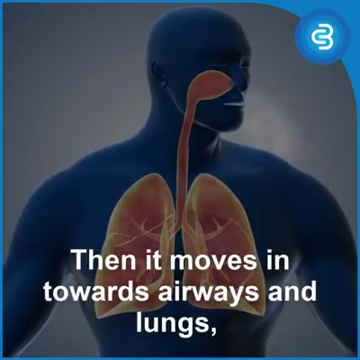 Then it moves in
towards airways and
lungs,